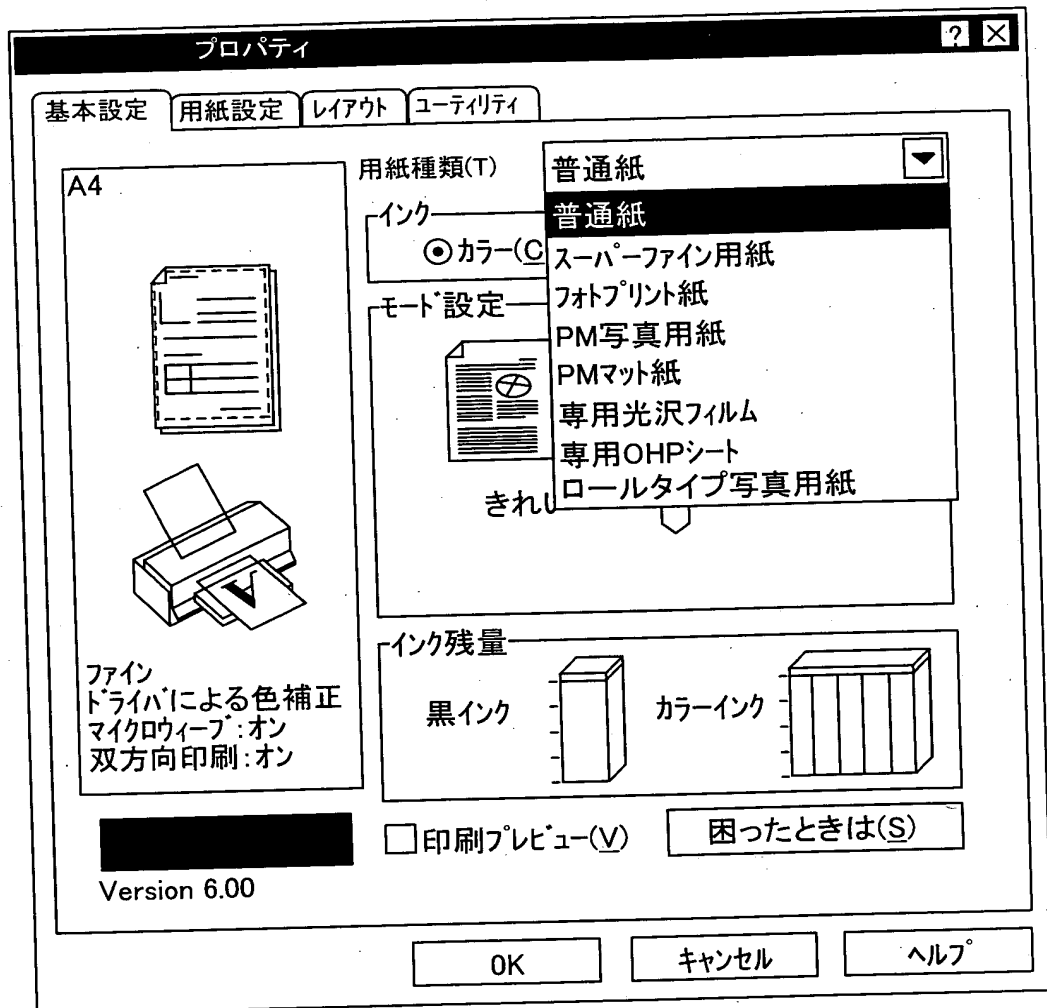 プロパティ
? ×
基本設定 用紙設定 レイアウト ユーティリティ
A4
用紙種類(T) 普通紙
普通紙
スーパーファイン用紙
フォトプリント紙
PM写真用紙
PMマット紙
専用光沢フィルム
専用OHPシート
ロールタイプ写真用紙
インク
カラー(C
モード設定
きれい
ファイン
ドライバによる色補正
マイクロウィーブ:オン
双方向印刷:オン
インク残量
黒インク カラーインク
印刷プレビュー(V) 困ったときは(S)
Version 6.00
OK キャンセル ヘルプ